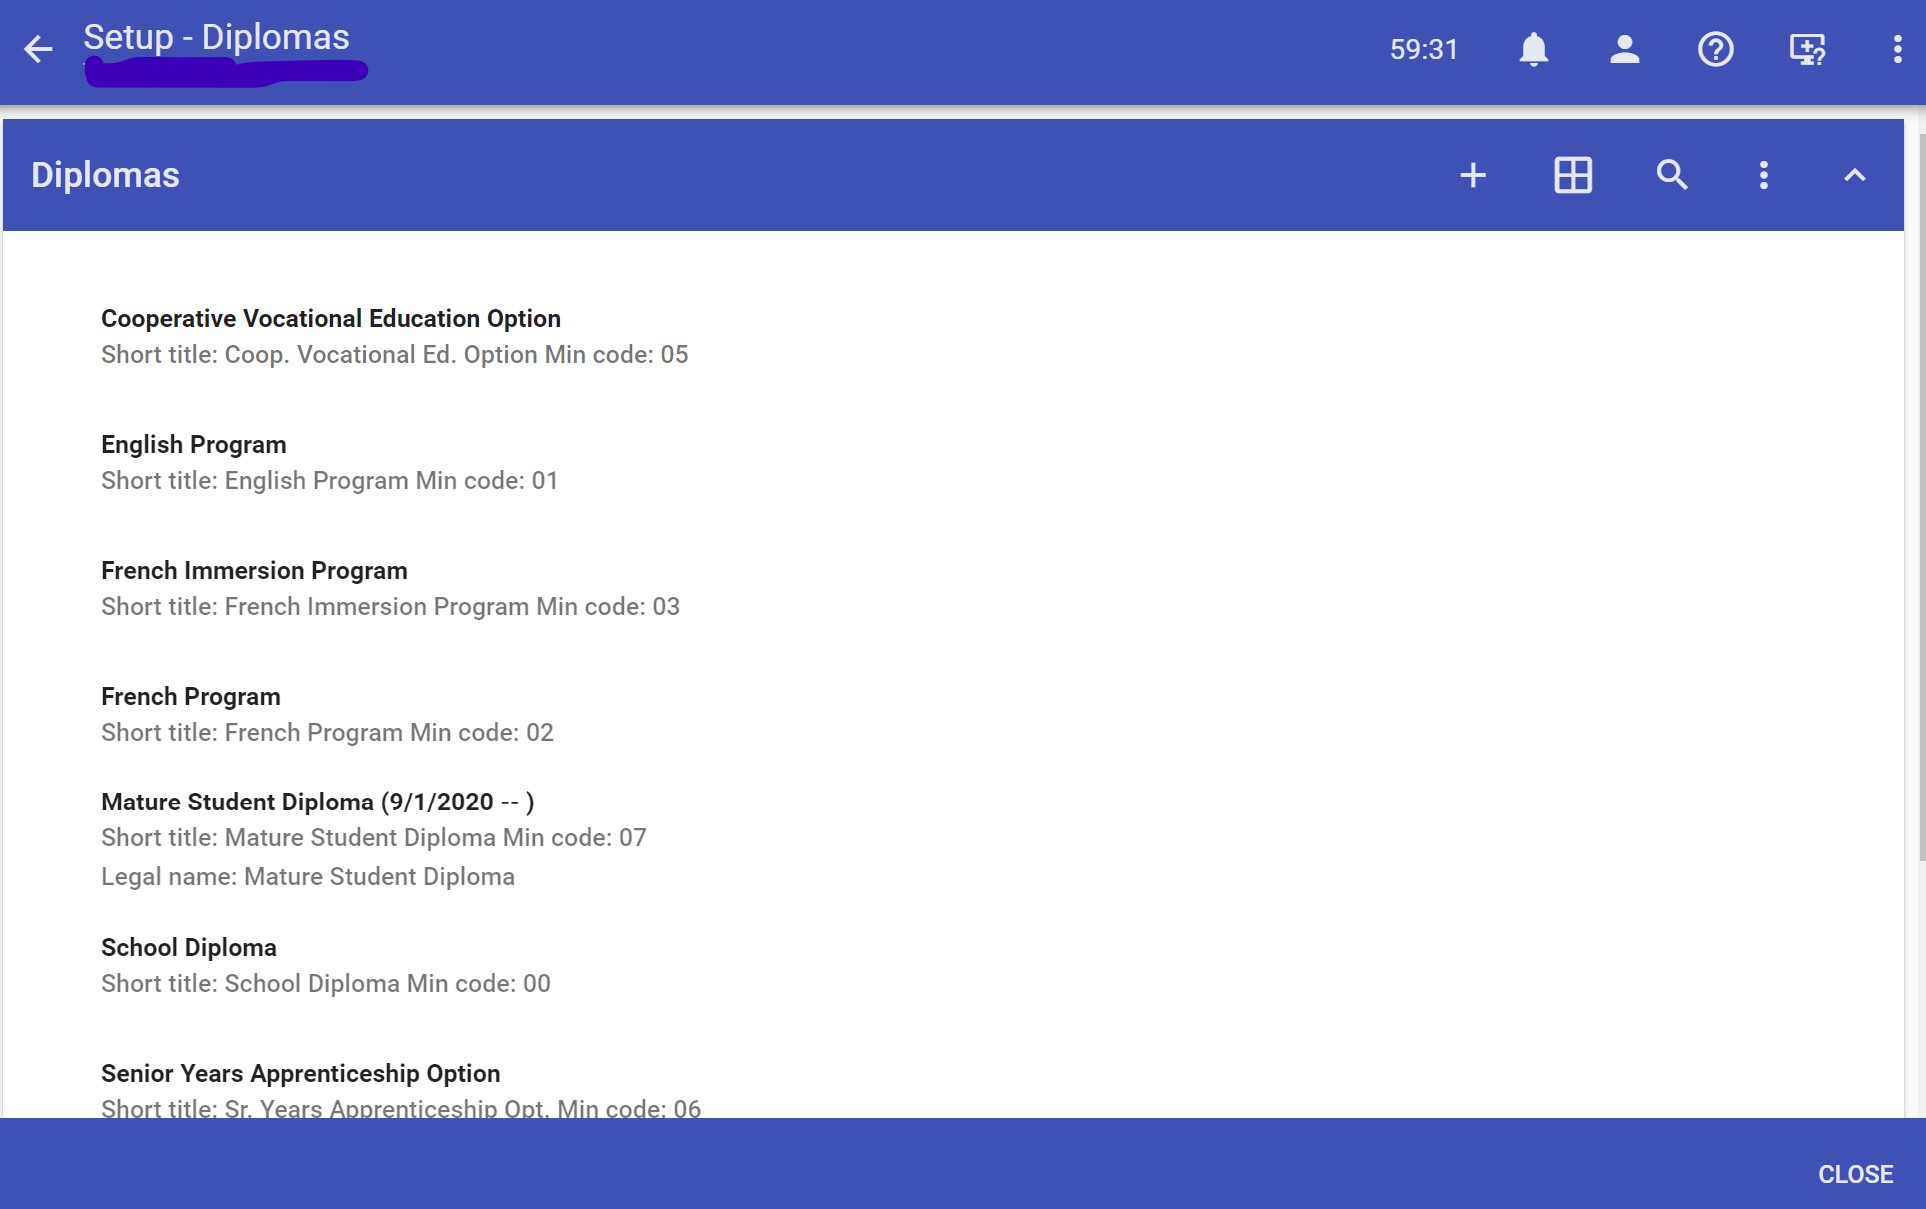 Setup - Diplomas
59:31
Diplomas
Cooperative Vocational Education Option
Short title: Coop. Vocational Ed. Option Min code: 05
English Program
Short title: English Program Min code: 01
French Immersion Program
Short title: French Immersion Program Min code: 03
French Program
Short title: French Program Min code: 02
Mature Student Diploma (9/1/2020 -- )
Short title: Mature Student Diploma Min code: 07
Legal name: Mature Student Diploma
School Diploma
Short title: School Diploma Min code: 00
Senior Years Apprenticeship Option
Short title: Sr. Years Apprenticeship Opt. Min code: 06
CLOSE